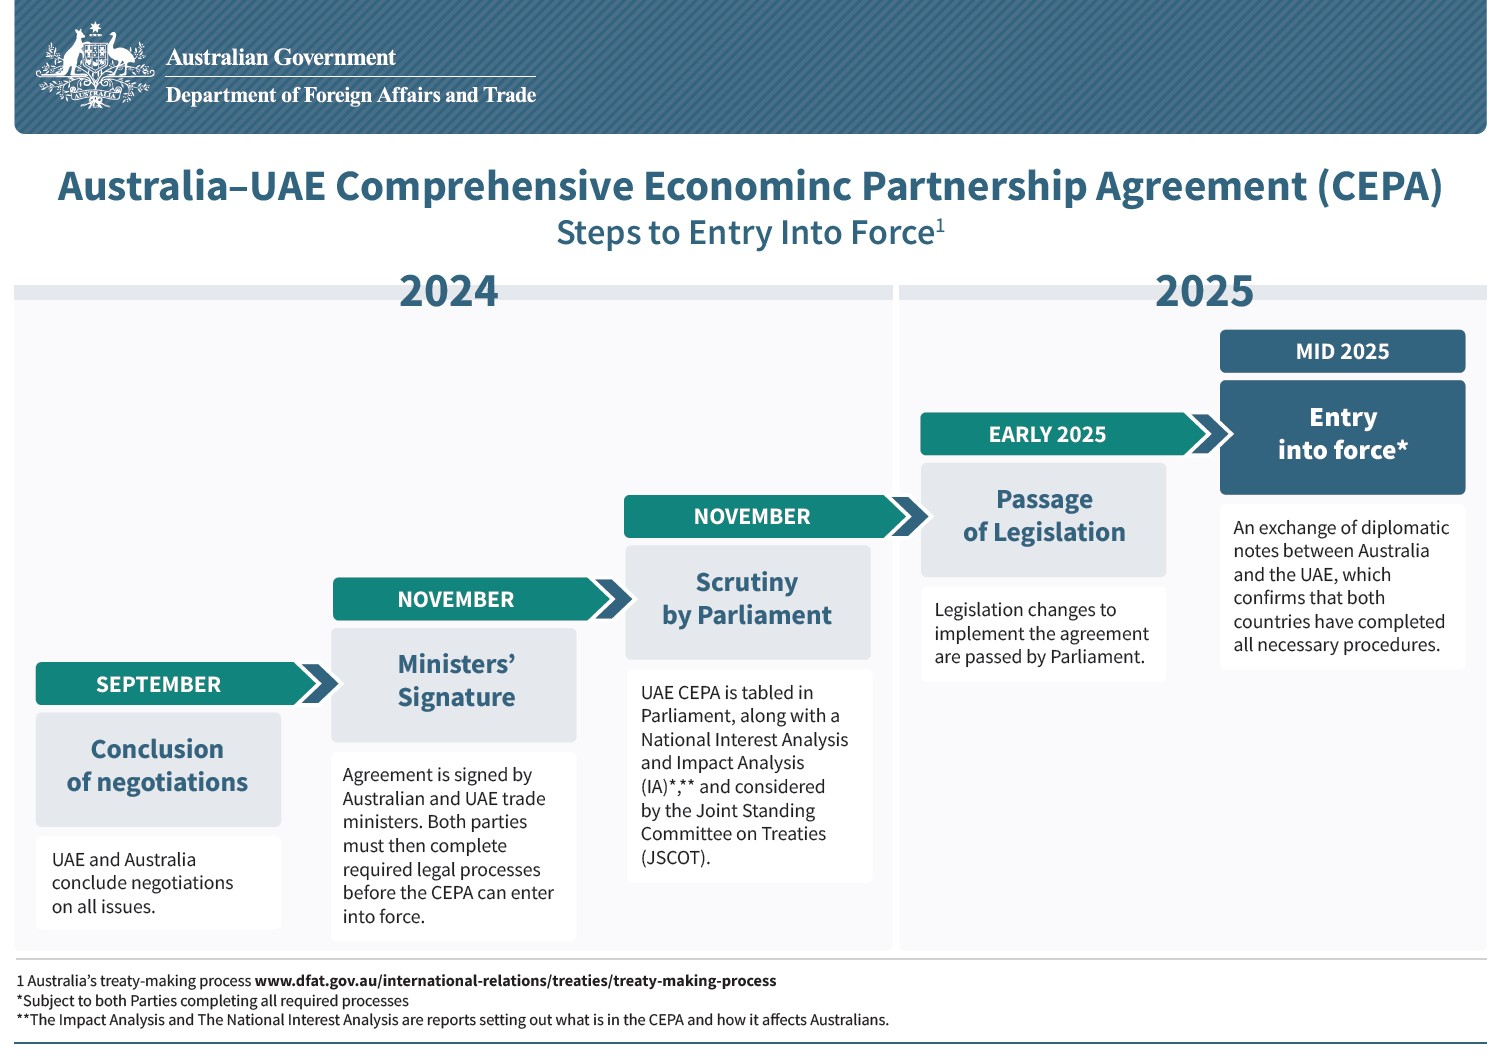 Australian Government
Department of Foreign Affairs and Trade
Australia–UAE Comprehensive Econominc Partnership Agreement (CEPA)
Steps to Entry Into Force1
2024
2025
SEPTEMBER
Conclusion
of negotiations
UAE and Australia
conclude negotiations
on all issues.
NOVEMBER
Ministers’
Signature
Agreement is signed by
Australian and UAE trade
ministers. Both parties
must then complete
required legal processes
before the CEPA can enter
into force.
NOVEMBER
Scrutiny
by Parliament
UAE CEPA is tabled in
Parliament, along with a
National Interest Analysis
and Impact Analysis
(IA)*,** and considered
by the Joint Standing
Committee on Treaties
(JSCOT).
EARLY 2025
Passage
of Legislation
Legislation changes to
implement the agreement
are passed by Parliament.
MID 2025
Entry
into force*
An exchange of diplomatic
notes between Australia
and the UAE, which
confirms that both
countries have completed
all necessary procedures.
1 Australia’s treaty-making process www.dfat.gov.au/international-relations/treaties/treaty-making-process
*Subject to both Parties completing all required processes
**The Impact Analysis and The National Interest Analysis are reports setting out what is in the CEPA and how it affects Australians.